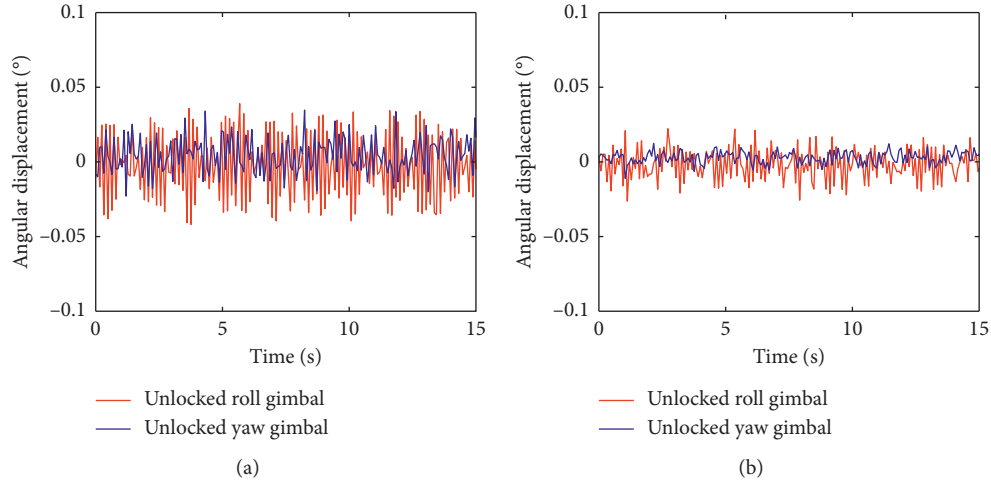 0.1
0.05
0
–0.05
–0.1
Angular displacement (°)
0
5
10
15
Time (s)
Unlocked roll gimbal
Unlocked yaw gimbal
(a)
0.1
0.05
0
–0.05
–0.1
Angular displacement (°)
0
5
10
15
Time (s)
Unlocked roll gimbal
Unlocked yaw gimbal
(b)